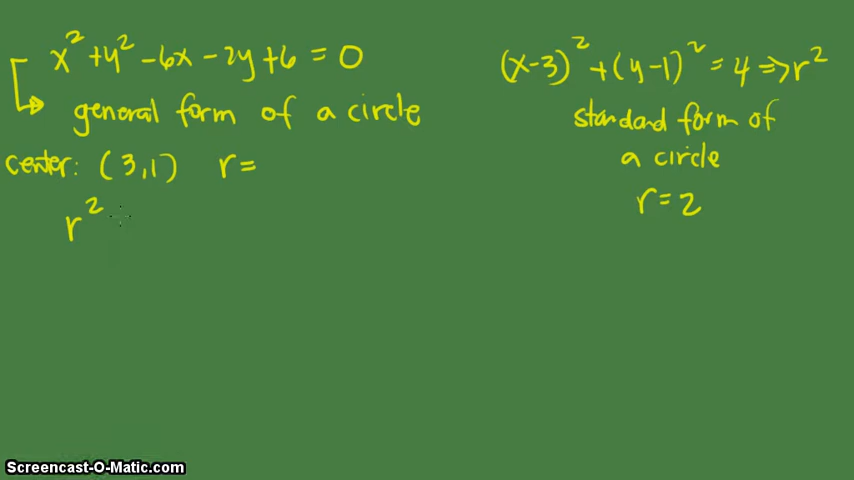 x² + y² - 6x - 2y + 6 = 0
general form of a circle
center: (3,1) r =
r²
(x-3)² + (y-1)² = 4 => r²
standard form of
a circle
r = 2
Screencast-O-Matic.com